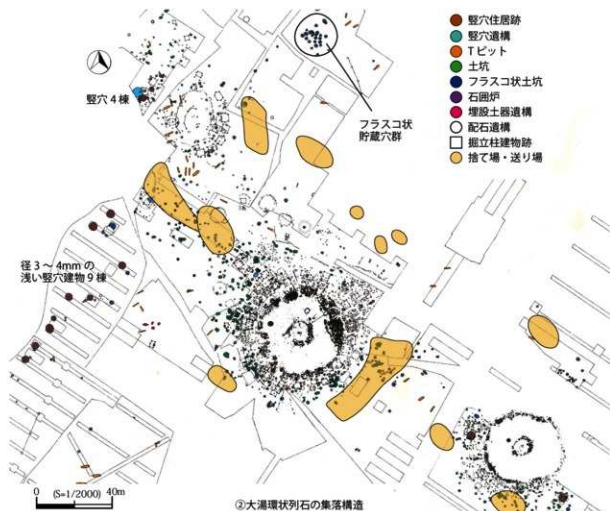 竪穴住居跡
竪穴遺構
Tピット
土坑
フラスコ状土坑
石囲炉
埋設土器遺構
配石遺構
掘立柱建物跡
捨て場・送り場
竪穴4棟
フラスコ状
貯蔵穴群
径3~4mmの
浅い竪穴建物9棟
0 (S=1/2000) 40m
②大湯環状列石の集落構造